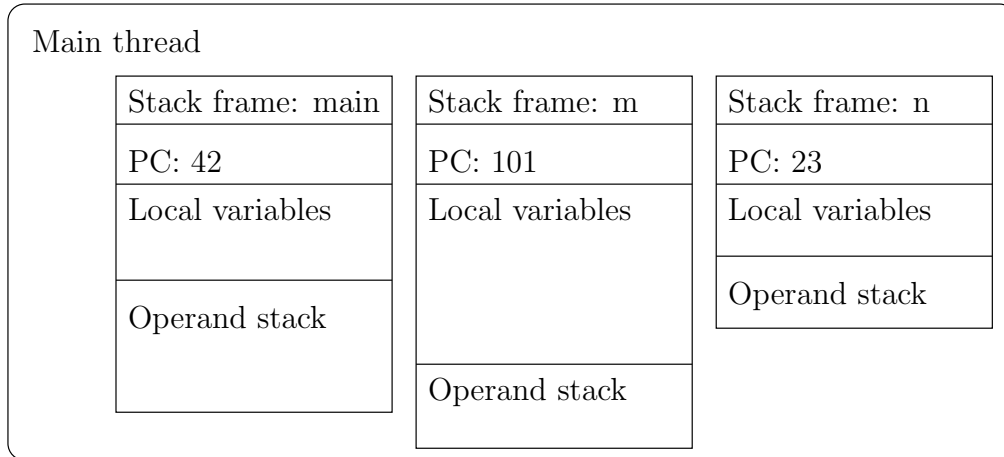 Main thread
Stack frame: main
PC: 42
Local variables
Operand stack
Stack frame: m
PC: 101
Local variables
Operand stack
Stack frame: n
PC: 23
Local variables
Operand stack